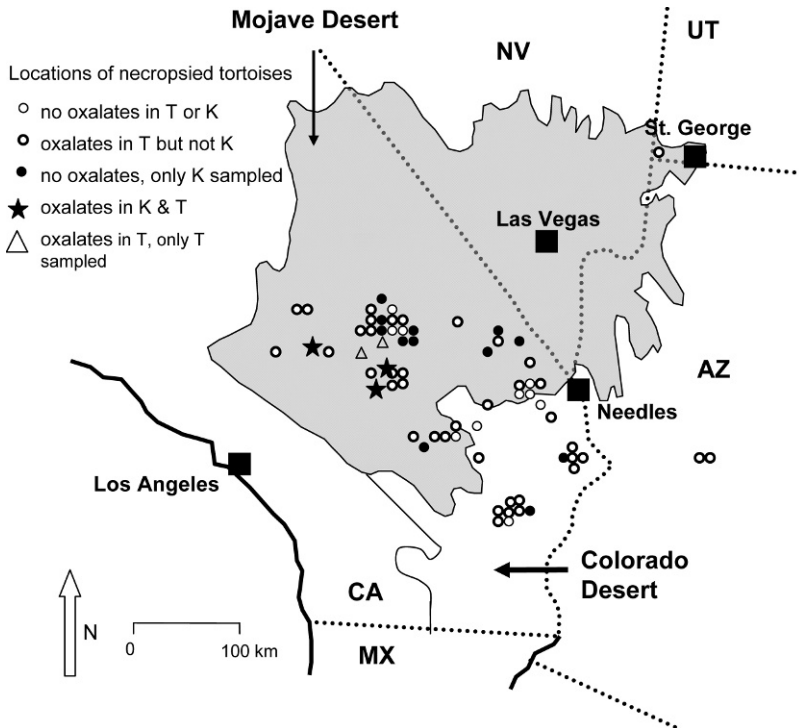 Mojave Desert
NV
UT
Locations of necropsied tortoises
no oxalates in T or K
oxalates in T but not K
no oxalates, only K sampled
oxalates in K & T
oxalates in T, only T
sampled
St. George
Las Vegas
AZ
Needles
Los Angeles
Colorado
Desert
CA
N
0
100 km
MX